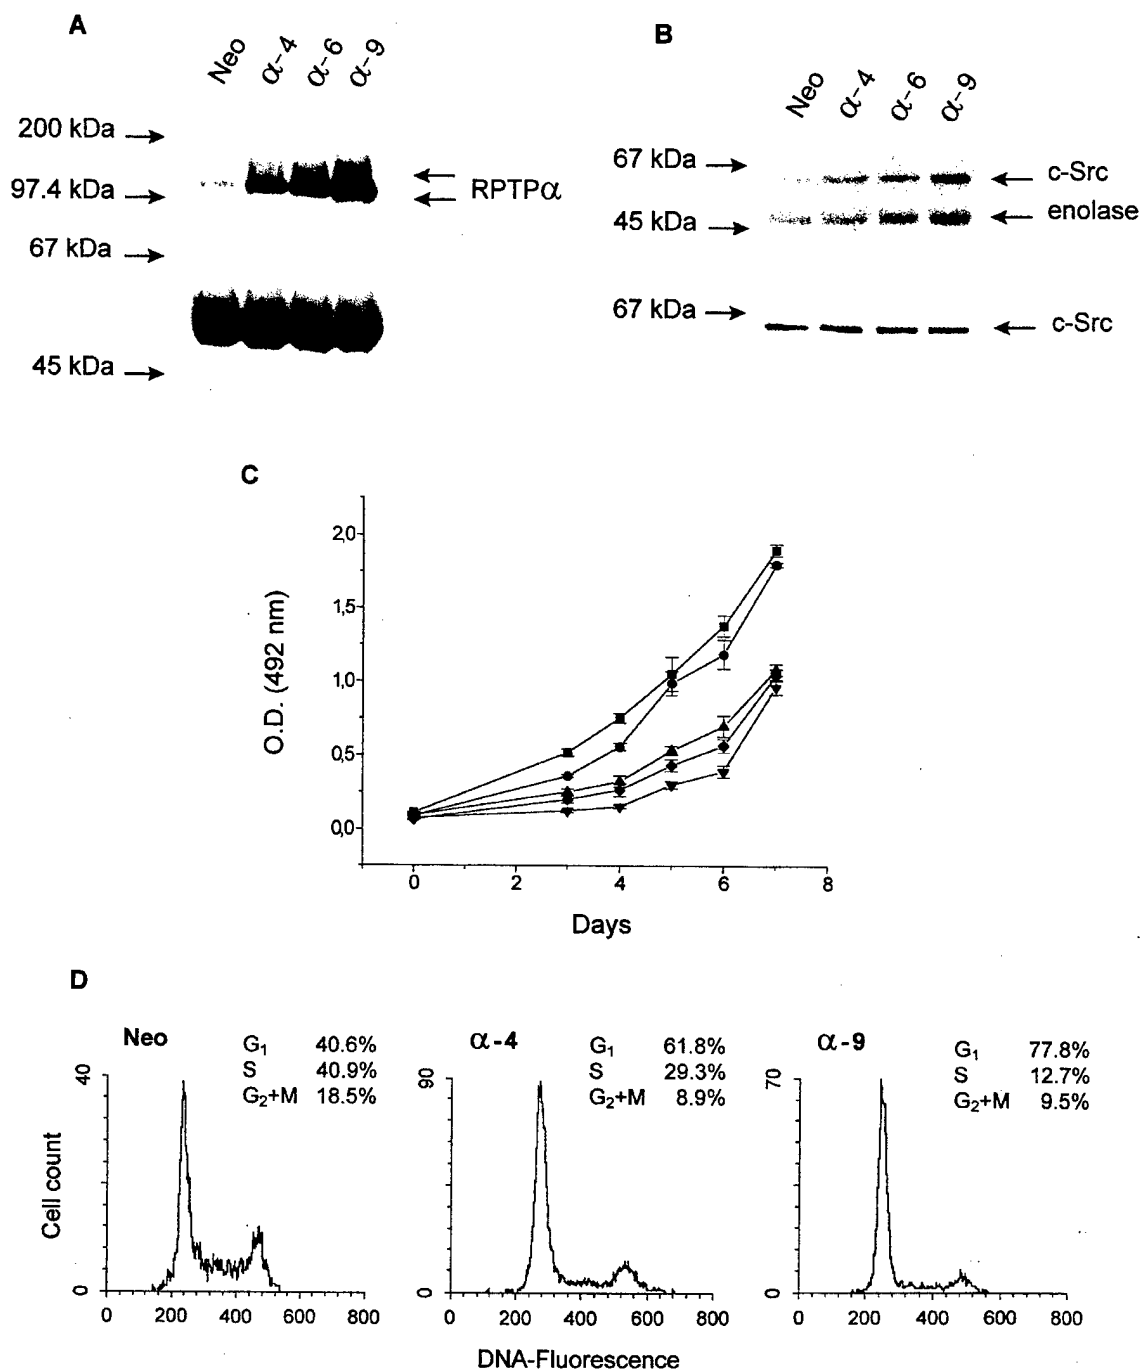 A
Neo α-4 α-6 α-9
200 kDa
97.4 kDa
RPTPα
67 kDa
45 kDa
B
Neo α-4 α-6 α-9
67 kDa
c-Src
45 kDa
enolase
67 kDa
c-Src
C
2,0
1,5
1,0
0,5
0,0
O.D. (492 nm)
0 2 4 6 8
Days
D
Neo
G₁ 40.6%
S 40.9%
G₂+M 18.5%
40
0
Cell count
0 200 400 600 800
α-4
G₁ 61.8%
S 29.3%
G₂+M 8.9%
90
0
0 200 400 600 800
α-9
G₁ 77.8%
S 12.7%
G₂+M 9.5%
70
0
0 200 400 600 800
DNA-Fluorescence